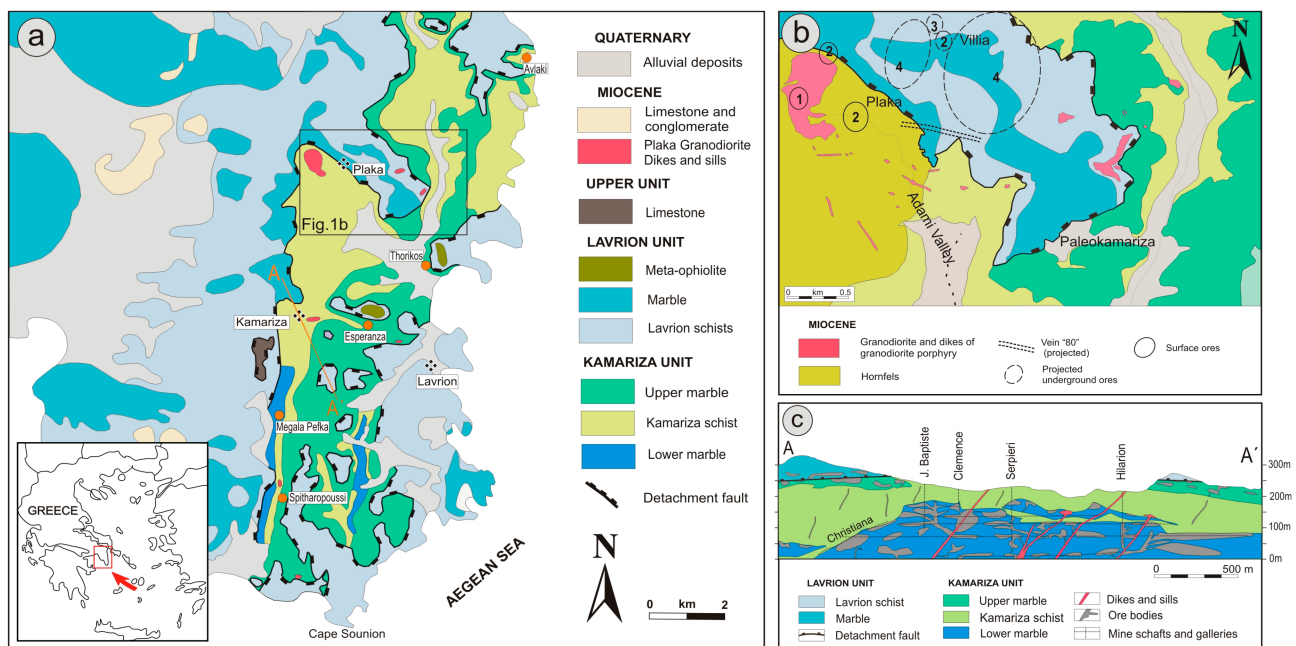 a
Avlaki
Plaka
Fig.1b
Thorikos
A
Kamariza
Esperanza
Lavrion
A
Megala Pefka
Spitharopoussi
GREECE
AEGEAN SEA
Cape Sounion
N
0 km 2
QUATERNARY
Alluvial deposits
MIOCENE
Limestone and
conglomerate
Plaka Granodiorite
Dikes and sills
UPPER UNIT
Limestone
LAVRION UNIT
Meta-ophiolite
Marble
Lavrion schists
KAMARIZA UNIT
Upper marble
Kamariza schist
Lower marble
Detachment fault
b
N
3
2
Villia
2
4
4
1
Plaka
2
Adami Valley
Paleokamariza
0 km 0.5
MIOCENE
Granodiorite and dikes of
granodiorite porphyry
Hornfels
Vein “80”
(projected)
Projected
underground ores
Surface ores
c
A
J. Baptiste
Clemence
Serpieri
Hilarion
A´
300m
200m
100m
0m
Christiana
0 500 m
LAVRION UNIT
Lavrion schist
Marble
Detachment fault
KAMARIZA UNIT
Upper marble
Kamariza schist
Lower marble
Dikes and sills
Ore bodies
Mine schafts and galleries